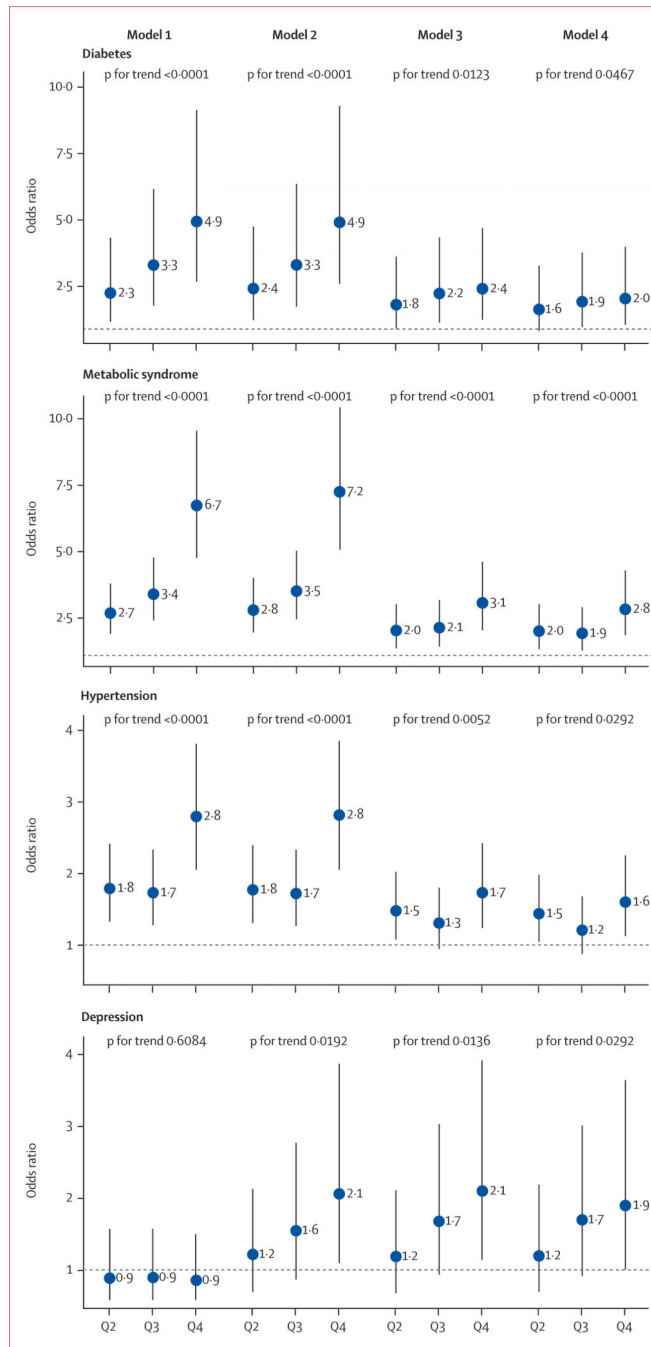 Model 1 Model 2 Model 3 Model 4
Diabetes
p for trend <0·0001 p for trend <0·0001 p for trend 0·0123 p for trend 0·0467
10·0
7·5
5·0
2·5
Odds ratio
2·3 3·3 4·9 2·4 3·3 4·9 1·8 2·2 2·4 1·6 1·9 2·0
Metabolic syndrome
p for trend <0·0001 p for trend <0·0001 p for trend <0·0001 p for trend <0·0001
10·0
7·5
5·0
2·5
Odds ratio
2·7 3·4 6·7 2·8 3·5 7·2 2·0 2·1 3·1 2·0 1·9 2·8
Hypertension
p for trend <0·0001 p for trend <0·0001 p for trend 0·0052 p for trend 0·0292
4
3
2
1
Odds ratio
1·8 1·7 2·8 1·8 1·7 2·8 1·5 1·3 1·7 1·5 1·2 1·6
Depression
p for trend 0·6084 p for trend 0·0192 p for trend 0·0136 p for trend 0·0292
4
3
2
1
Odds ratio
0·9 0·9 0·9 1·2 1·6 2·1 1·2 1·7 2·1 1·2 1·7 1·9
Q2 Q3 Q4 Q2 Q3 Q4 Q2 Q3 Q4 Q2 Q3 Q4